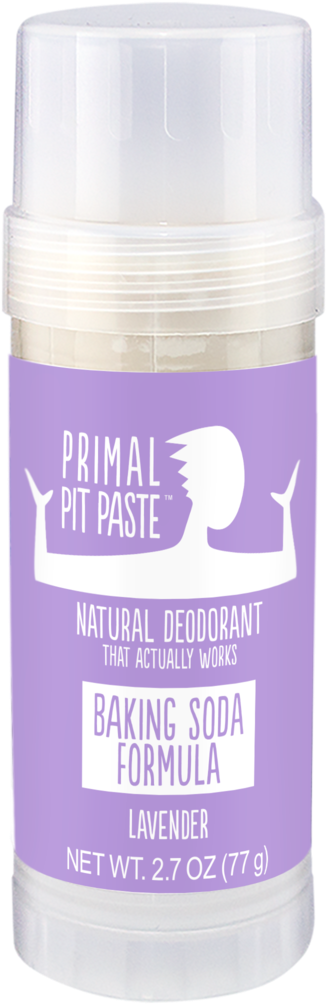 PRIMAL
PIT PASTE™
NATURAL DEODORANT
THAT ACTUALLY WORKS
BAKING SODA
FORMULA
LAVENDER
NET WT. 2.7 OZ (77 g)